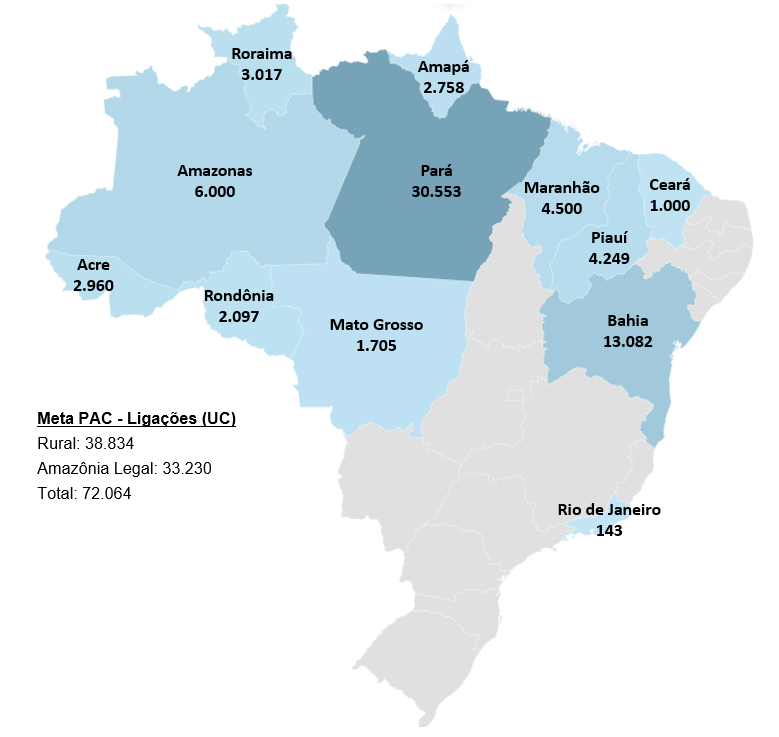 Roraima
3.017
Amapá
2.758
Amazonas
6.000
Pará
30.553
Maranhão
4.500
Ceará
1.000
Piauí
4.249
Acre
2.960
Rondônia
2.097
Mato Grosso
1.705
Bahia
13.082
Meta PAC - Ligações (UC)
Rural: 38.834
Amazônia Legal: 33.230
Total: 72.064
Rio de Janeiro
143